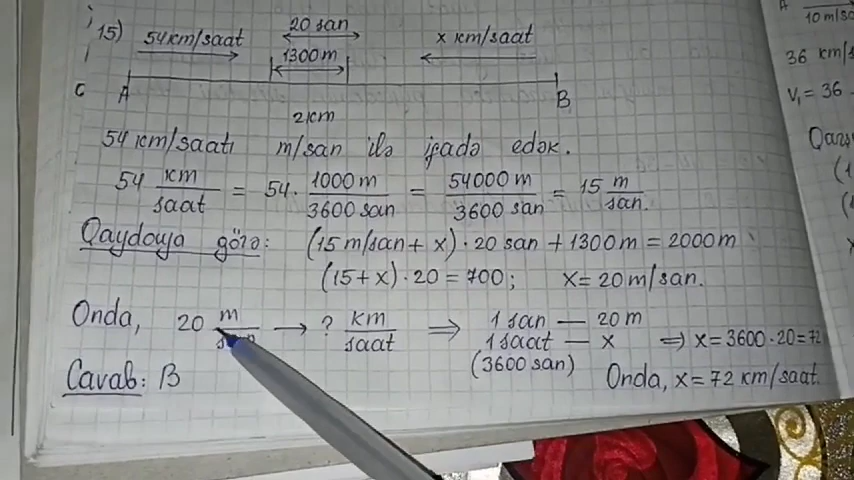 15) 54 km/saat 20 san x km/saat
1300 m
C A B
2 km
54 km/saatı m/san ilə ifadə edək.
54 km/saat = 54 · 1000 m/3600 san = 54000 m/3600 san = 15 m/san.
Qaydaya görə: (15 m/san + x) · 20 san + 1300 m = 2000 m
(15 + x) · 20 = 700; x = 20 m/san.
Onda, 20 m/san → ? km/saat ⇒ 1 san — 20 m
1 saat — x ⇒ x = 3600 · 20 = 72
(3600 san)
Cavab: B Onda, x = 72 km/saat.
A
10 m/sa
36 km/s
V₁ = 36